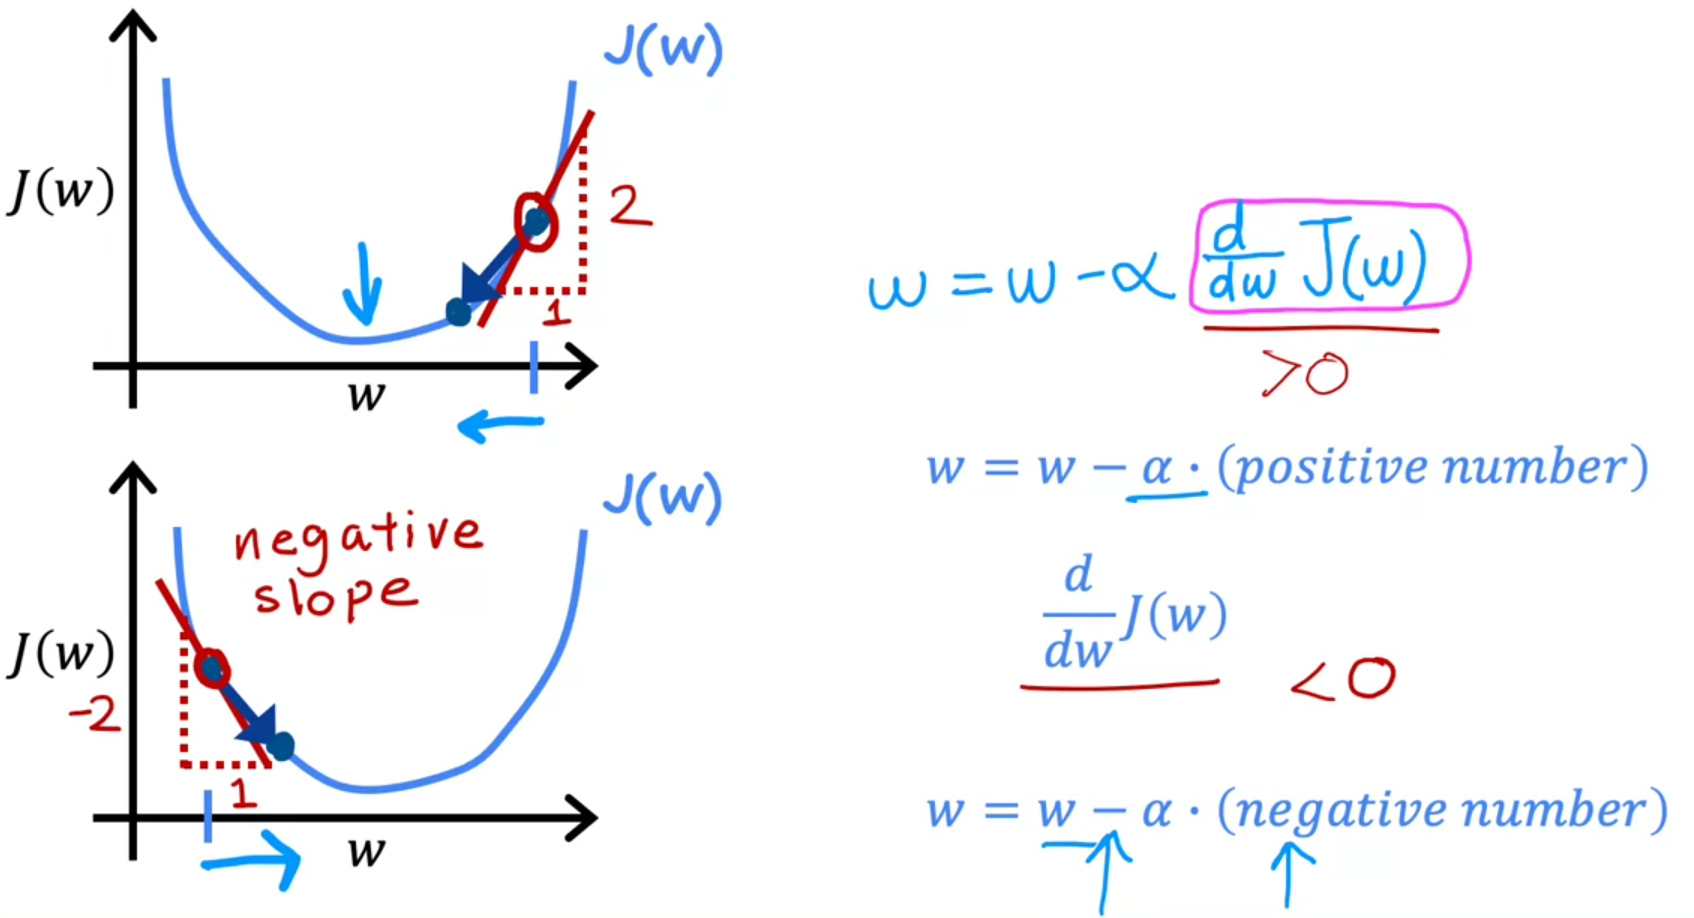 J(w)
J(w)
2
1
w
w = w - α d/dw J(w)
>0
w = w − α · (positive number)
J(w)
negative
slope
J(w)
-2
1
w
d/dw J(w)
<0
w = w − α · (negative number)